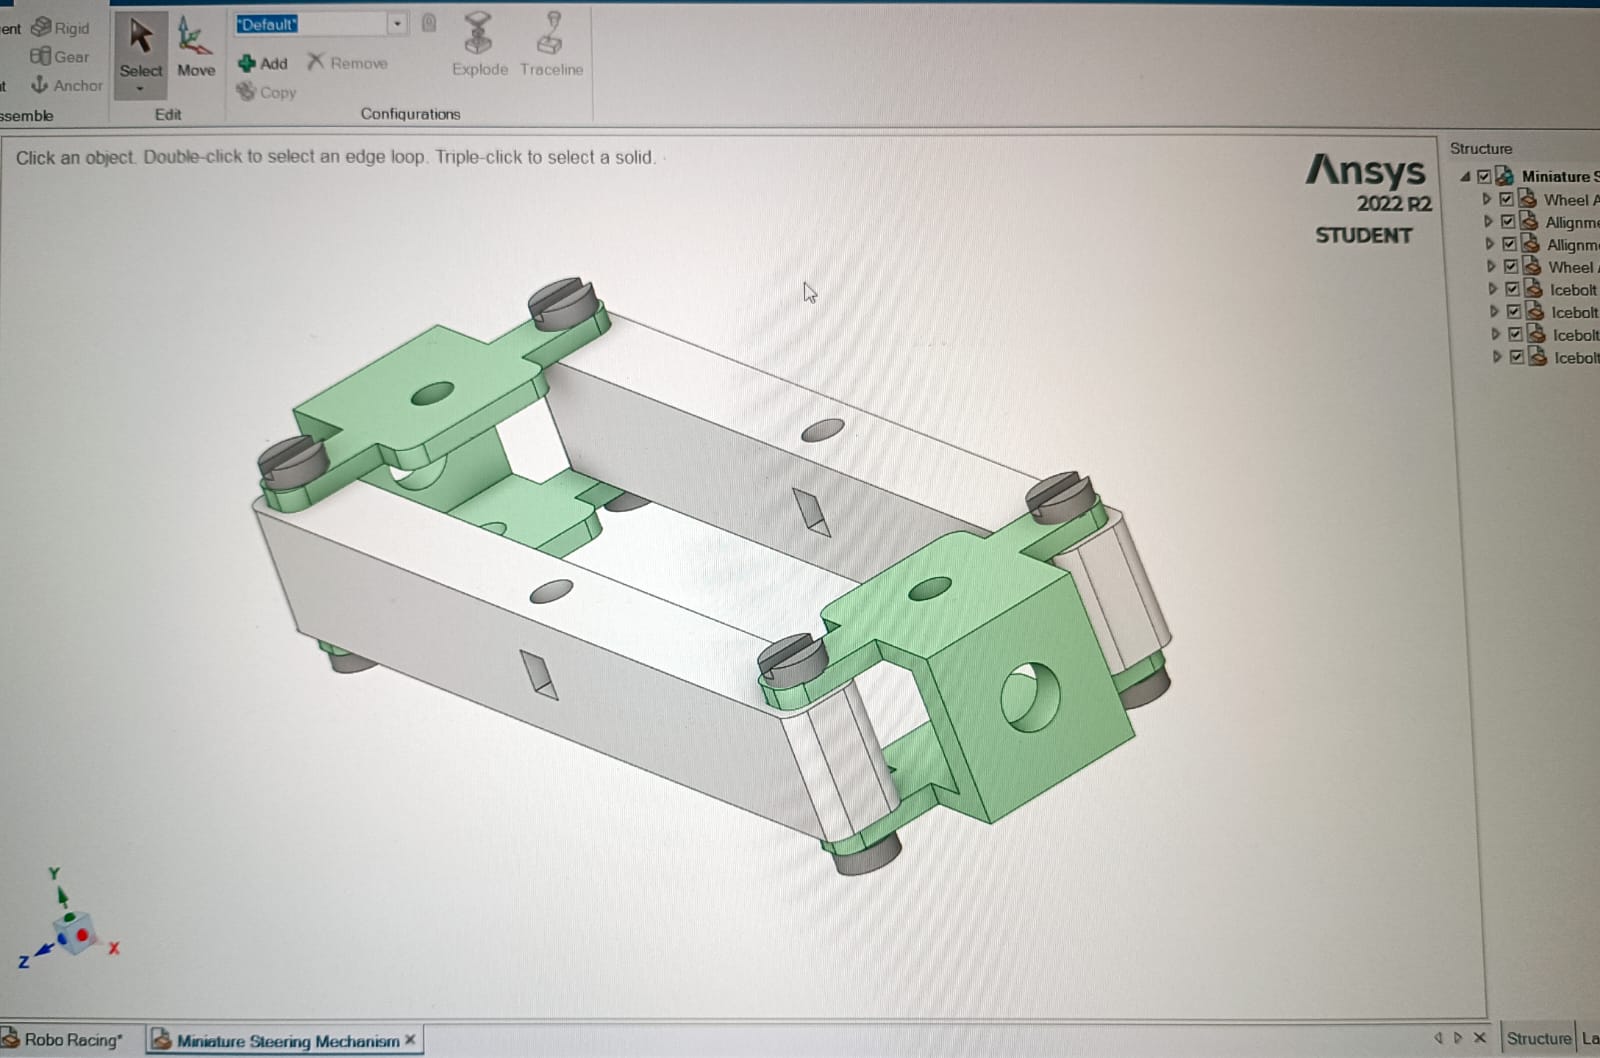 ent Rigid
Gear
t Anchor
ssemble
Select
Move
Edit
*Default*
Add Remove
Copy
Explode Traceline
Configurations
Click an object. Double-click to select an edge loop. Triple-click to select a solid.
Ansys
2022 R2
STUDENT
Structure
Miniature S
Wheel A
Allignme
Allignm
Wheel
Icebolt
Icebolt
Icebolt
Icebolt
Y
Z
X
Robo Racing*
Miniature Steering Mechanism
Structure La